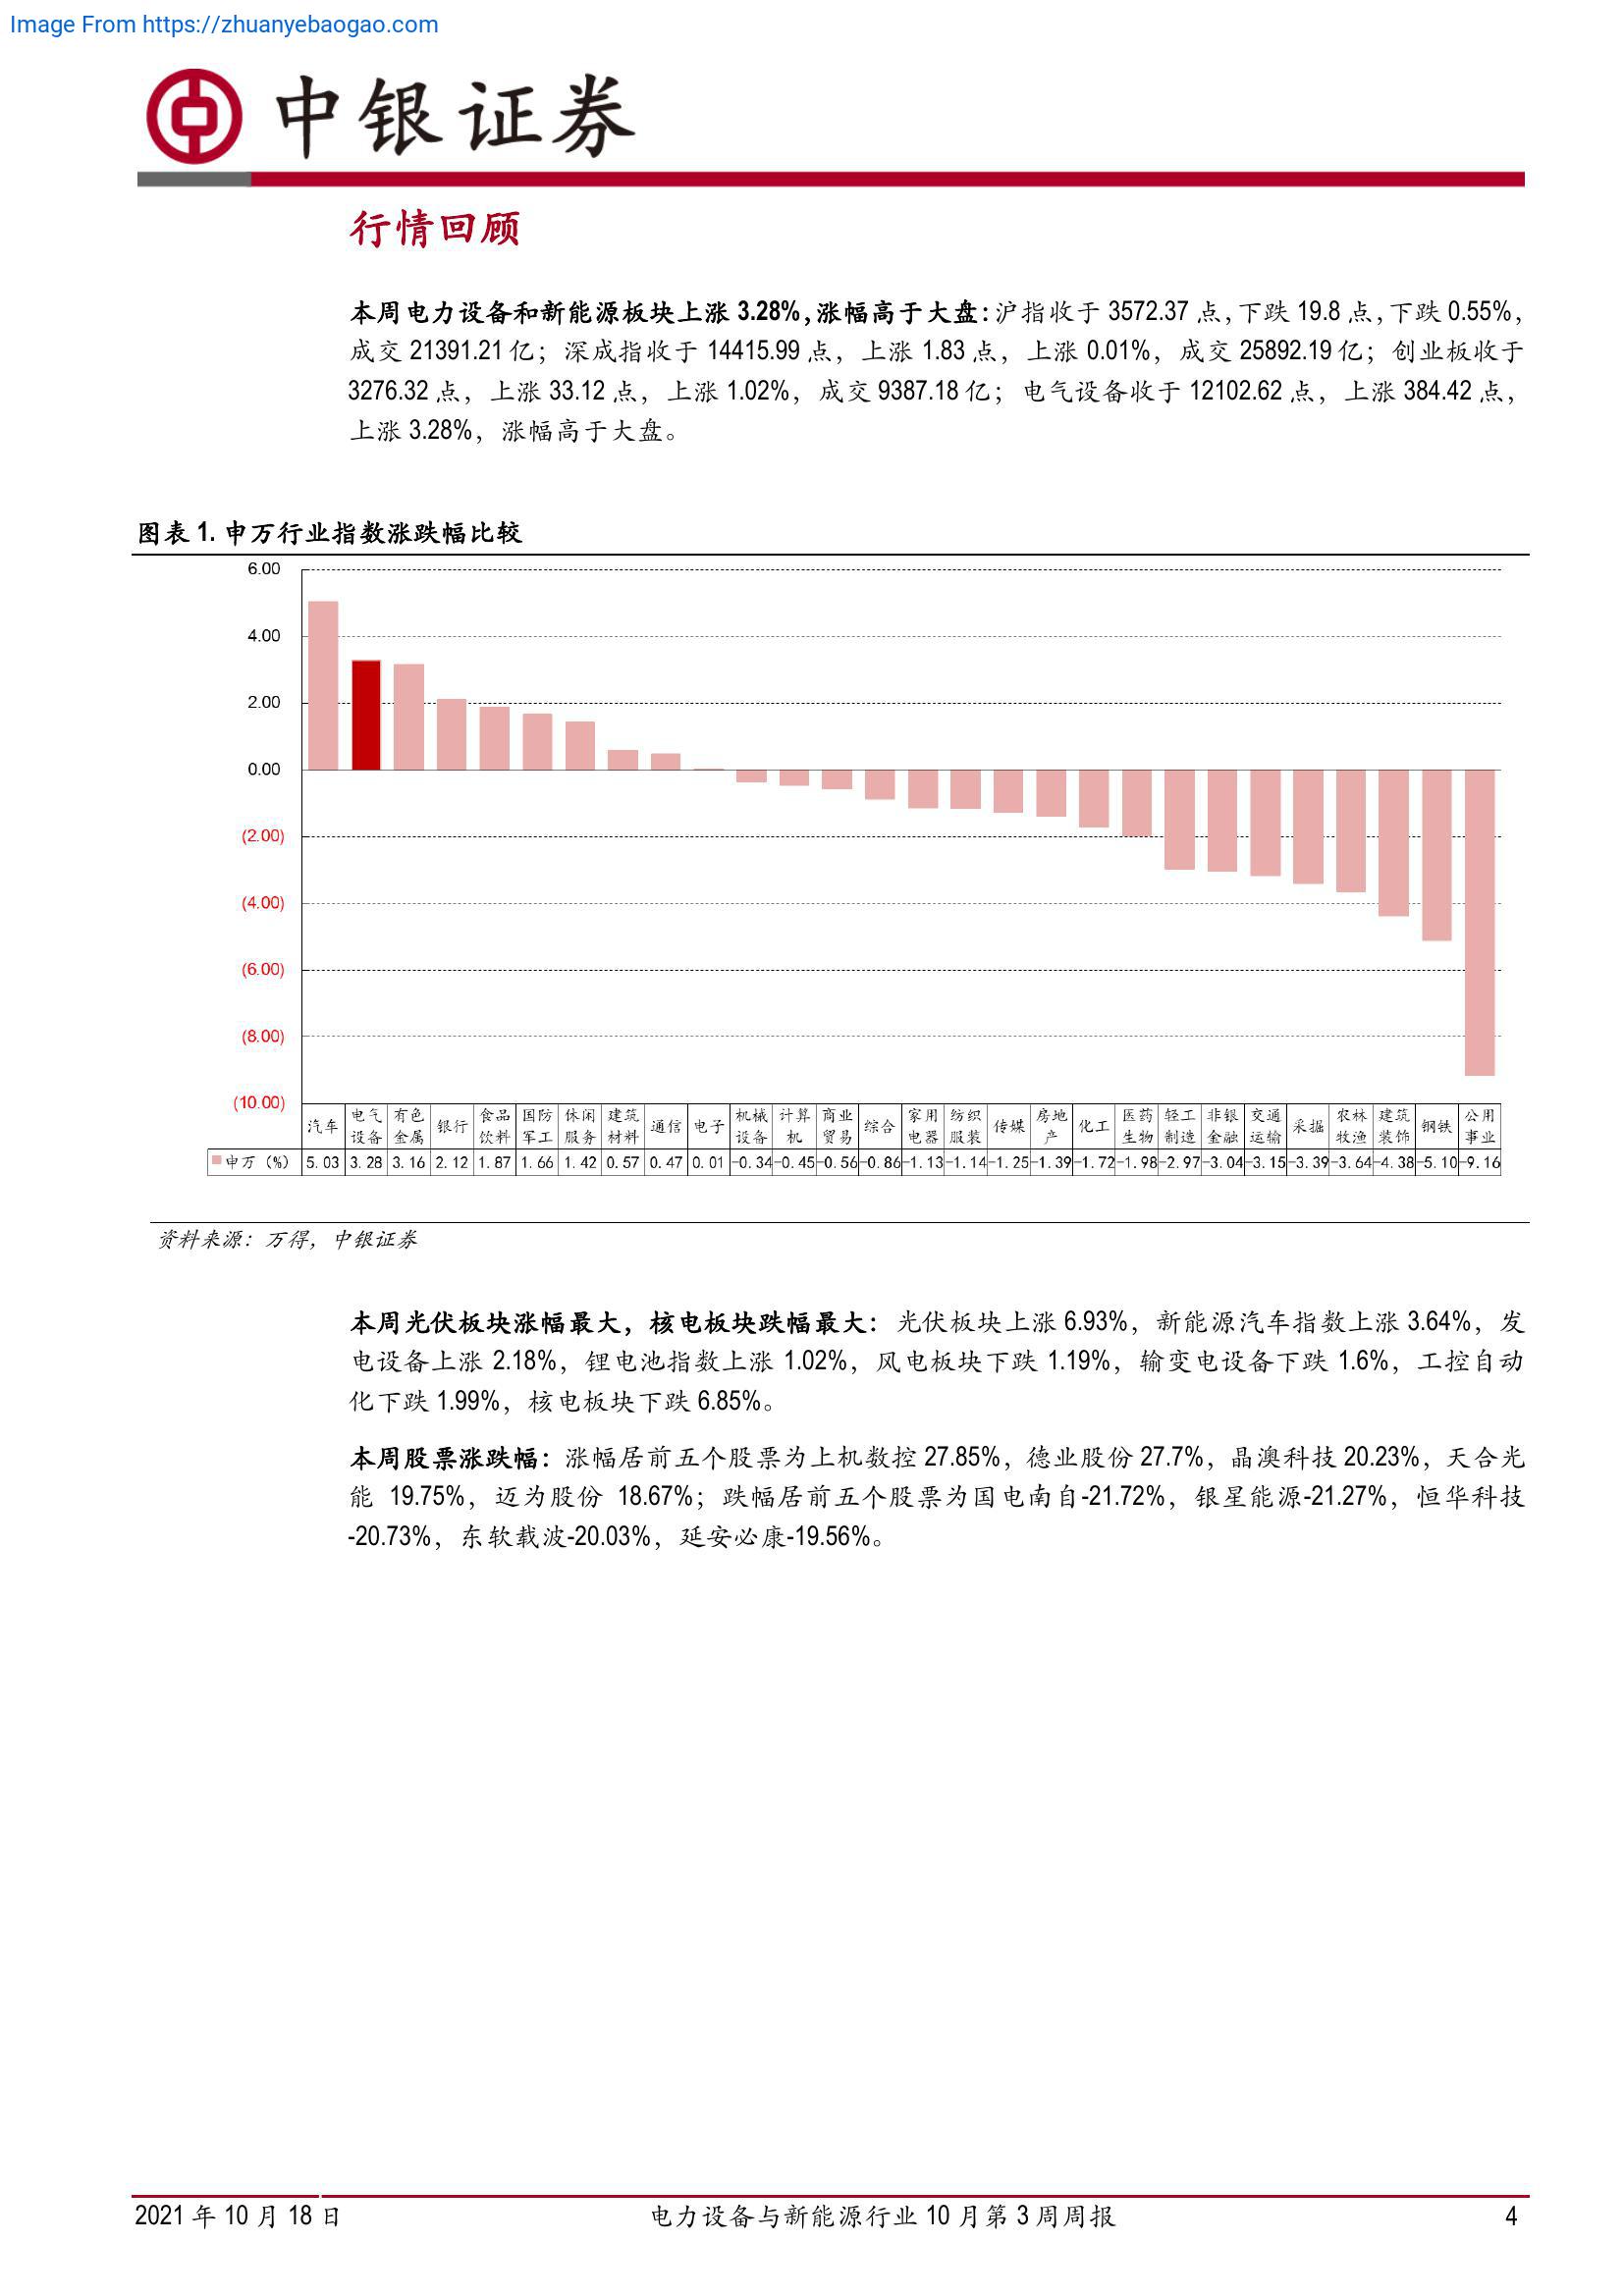 Image From https://zhuanyebaogao.com
中银证券
行情回顾
本周电力设备和新能源板块上涨 3.28%,涨幅高于大盘:沪指收于 3572.37 点,下跌 19.8 点,下跌 0.55%,
成交 21391.21 亿；深成指收于 14415.99 点，上涨 1.83 点，上涨 0.01%，成交 25892.19 亿；创业板收于
3276.32 点，上涨 33.12 点，上涨 1.02%，成交 9387.18 亿；电气设备收于 12102.62 点，上涨 384.42 点，
上涨 3.28%，涨幅高于大盘。
图表 1. 申万行业指数涨跌幅比较
6.00
4.00
2.00
0.00
(2.00)
(4.00)
(6.00)
(8.00)
(10.00)
汽车 电气设备 有色金属 银行 食品饮料 国防军工 休闲服务 建筑材料 通信 电子 机械设备 计算机 商业贸易 综合 家用电器 纺织服装 传媒 房地产 化工 医药生物 轻工制造 非银金融 交通运输 采掘 农林牧渔 建筑装饰 钢铁 公用事业
申万（%） 5.03 3.28 3.16 2.12 1.87 1.66 1.42 0.57 0.47 0.01 -0.34 -0.45 -0.56 -0.86 -1.13 -1.14 -1.25 -1.39 -1.72 -1.98 -2.97 -3.04 -3.15 -3.39 -3.64 -4.38 -5.10 -9.16
资料来源：万得，中银证券
本周光伏板块涨幅最大，核电板块跌幅最大：光伏板块上涨 6.93%，新能源汽车指数上涨 3.64%，发
电设备上涨 2.18%，锂电池指数上涨 1.02%，风电板块下跌 1.19%，输变电设备下跌 1.6%，工控自动
化下跌 1.99%，核电板块下跌 6.85%。
本周股票涨跌幅：涨幅居前五个股票为上机数控 27.85%，德业股份 27.7%，晶澳科技 20.23%，天合光
能 19.75%，迈为股份 18.67%；跌幅居前五个股票为国电南自-21.72%，银星能源-21.27%，恒华科技
-20.73%，东软载波-20.03%，延安必康-19.56%。
2021 年 10 月 18 日
电力设备与新能源行业 10 月第 3 周周报
4